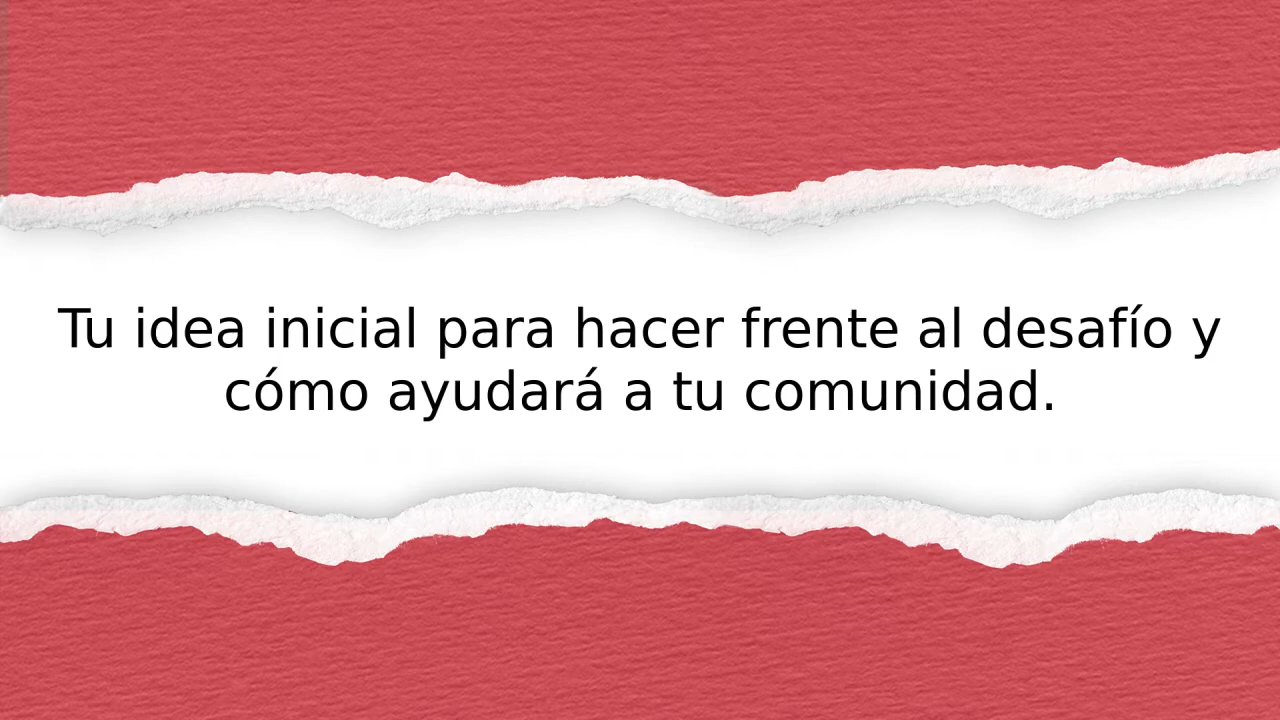 Tu idea inicial para hacer frente al desafío y
cómo ayudará a tu comunidad.